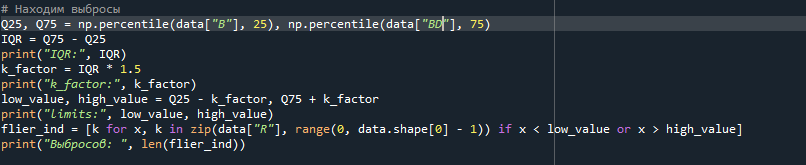 # Находим выбросы
Q25, Q75 = np.percentile(data["B"], 25), np.percentile(data["BD"], 75)
IQR = Q75 - Q25
print("IQR:", IQR)
k_factor = IQR * 1.5
print("k_factor:", k_factor)
low_value, high_value = Q25 - k_factor, Q75 + k_factor
print("limits:", low_value, high_value)
flier_ind = [k for x, k in zip(data["R"], range(0, data.shape[0] - 1)) if x < low_value or x > high_value]
print("Выбросов: ", len(flier_ind))